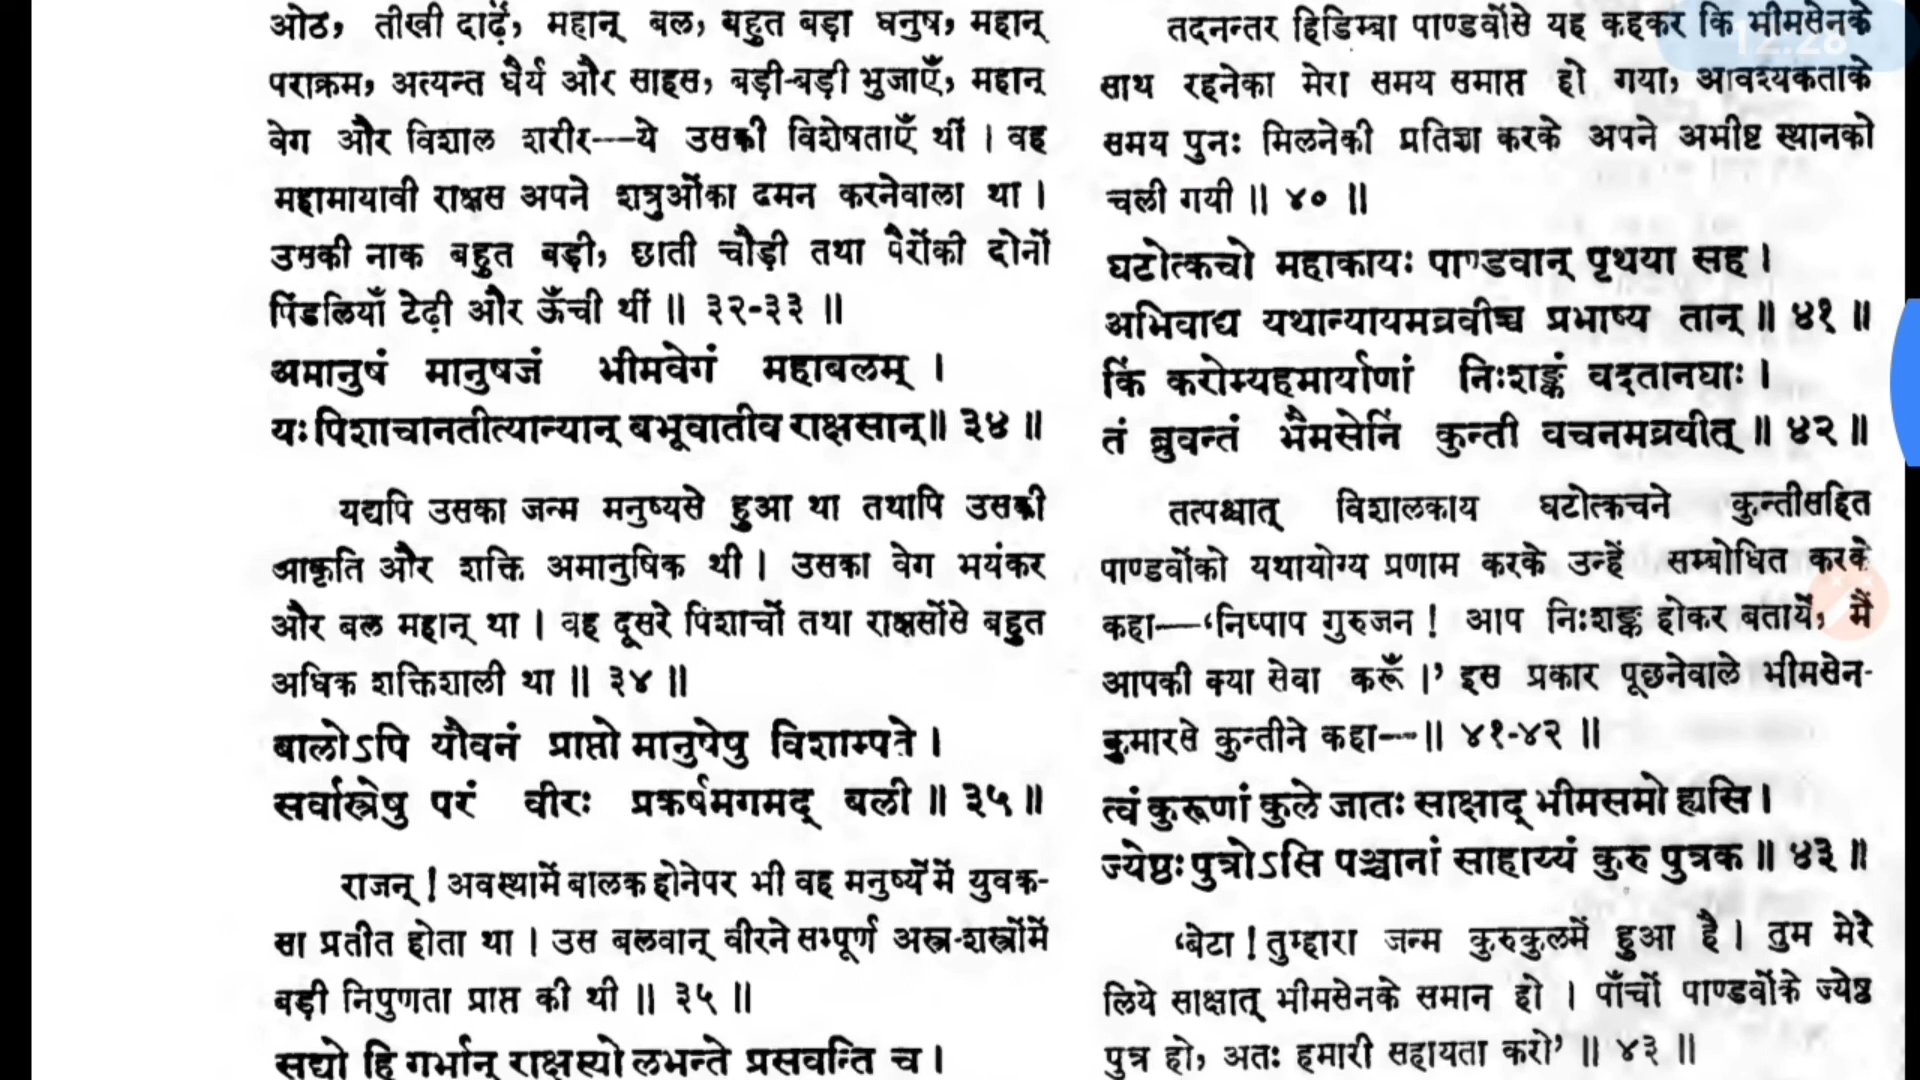 ओठ, तीखी दाढ़ें, महान् बल, बहुत बड़ा धनुष, महान्
पराक्रम, अत्यन्त धैर्य और साहस, बड़ी-बड़ी भुजाएँ, महान्
वेग और विशाल शरीर—ये उसकी विशेषताएँ थीं । वह
महामायावी राक्षस अपने शत्रुओंका दमन करनेवाला था ।
उसकी नाक बहुत बड़ी, छाती चौड़ी तथा पैरोंकी दोनों
पिंडलियाँ टेढ़ी और ऊँची थीं ॥ ३२-३३ ॥
अमानुषं मानुषजं भीमवेगं महाबलम् ।
यः पिशाचानतीत्यान्यान् बभूवातीव राक्षसान् ॥ ३४ ॥
यद्यपि उसका जन्म मनुष्यसे हुआ था तथापि उसकी
आकृति और शक्ति अमानुषिक थी । उसका वेग भयंकर
और बल महान् था । वह दूसरे पिशाचों तथा राक्षसोंसे बहुत
अधिक शक्तिशाली था ॥ ३४ ॥
बालोऽपि यौवनं प्राप्तो मानुषेषु विशाम्पते ।
सर्वास्त्रेषु परं वीरः प्रकर्षमगमद् बली ॥ ३५ ॥
राजन् ! अवस्थामें बालक होनेपर भी वह मनुष्योंमें युवक-
सा प्रतीत होता था । उस बलवान् वीरने सम्पूर्ण अस्त्र-शस्त्रोंमें
बड़ी निपुणता प्राप्त की थी ॥ ३५ ॥
सद्यो हि गर्भान् राक्षस्यो लभन्ते प्रसवन्ति च ।
तदनन्तर हिडिम्बा पाण्डवोंसे यह कहकर कि भीमसेनके
12:28
साथ रहनेका मेरा समय समाप्त हो गया, आवश्यकताके
समय पुनः मिलनेकी प्रतिज्ञा करके अपने अभीष्ट स्थानको
चली गयी ॥ ४० ॥
घटोत्कचो महाकायः पाण्डवान् पृथया सह ।
अभिवाद्य यथान्यायमब्रवीच्च प्रभाष्य तान् ॥ ४१ ॥
किं करोम्यहमार्याणां निःशङ्कं वदतानघाः ।
तं ब्रुवन्तं भैमसेनिं कुन्ती वचनमब्रवीत् ॥ ४२ ॥
तत्पश्चात् विशालकाय घटोत्कचने कुन्तीसहित
पाण्डवोंको यथायोग्य प्रणाम करके उन्हें सम्बोधित करके
कहा—‘निष्पाप गुरुजन ! आप निःशङ्क होकर बतायें, मैं
आपकी क्या सेवा करूँ ।’ इस प्रकार पूछनेवाले भीमसेन-
कुमारसे कुन्तीने कहा—॥ ४१-४२ ॥
त्वं कुरूणां कुले जातः साक्षाद् भीमसमो ह्यसि ।
ज्येष्ठः पुत्रोऽसि पञ्चानां साहाय्यं कुरु पुत्रक ॥ ४३ ॥
‘बेटा ! तुम्हारा जन्म कुरुकुलमें हुआ है । तुम मेरे
लिये साक्षात् भीमसेनके समान हो । पाँचों पाण्डवोंके ज्येष्ठ
पुत्र हो, अतः हमारी सहायता करो’ ॥ ४३ ॥